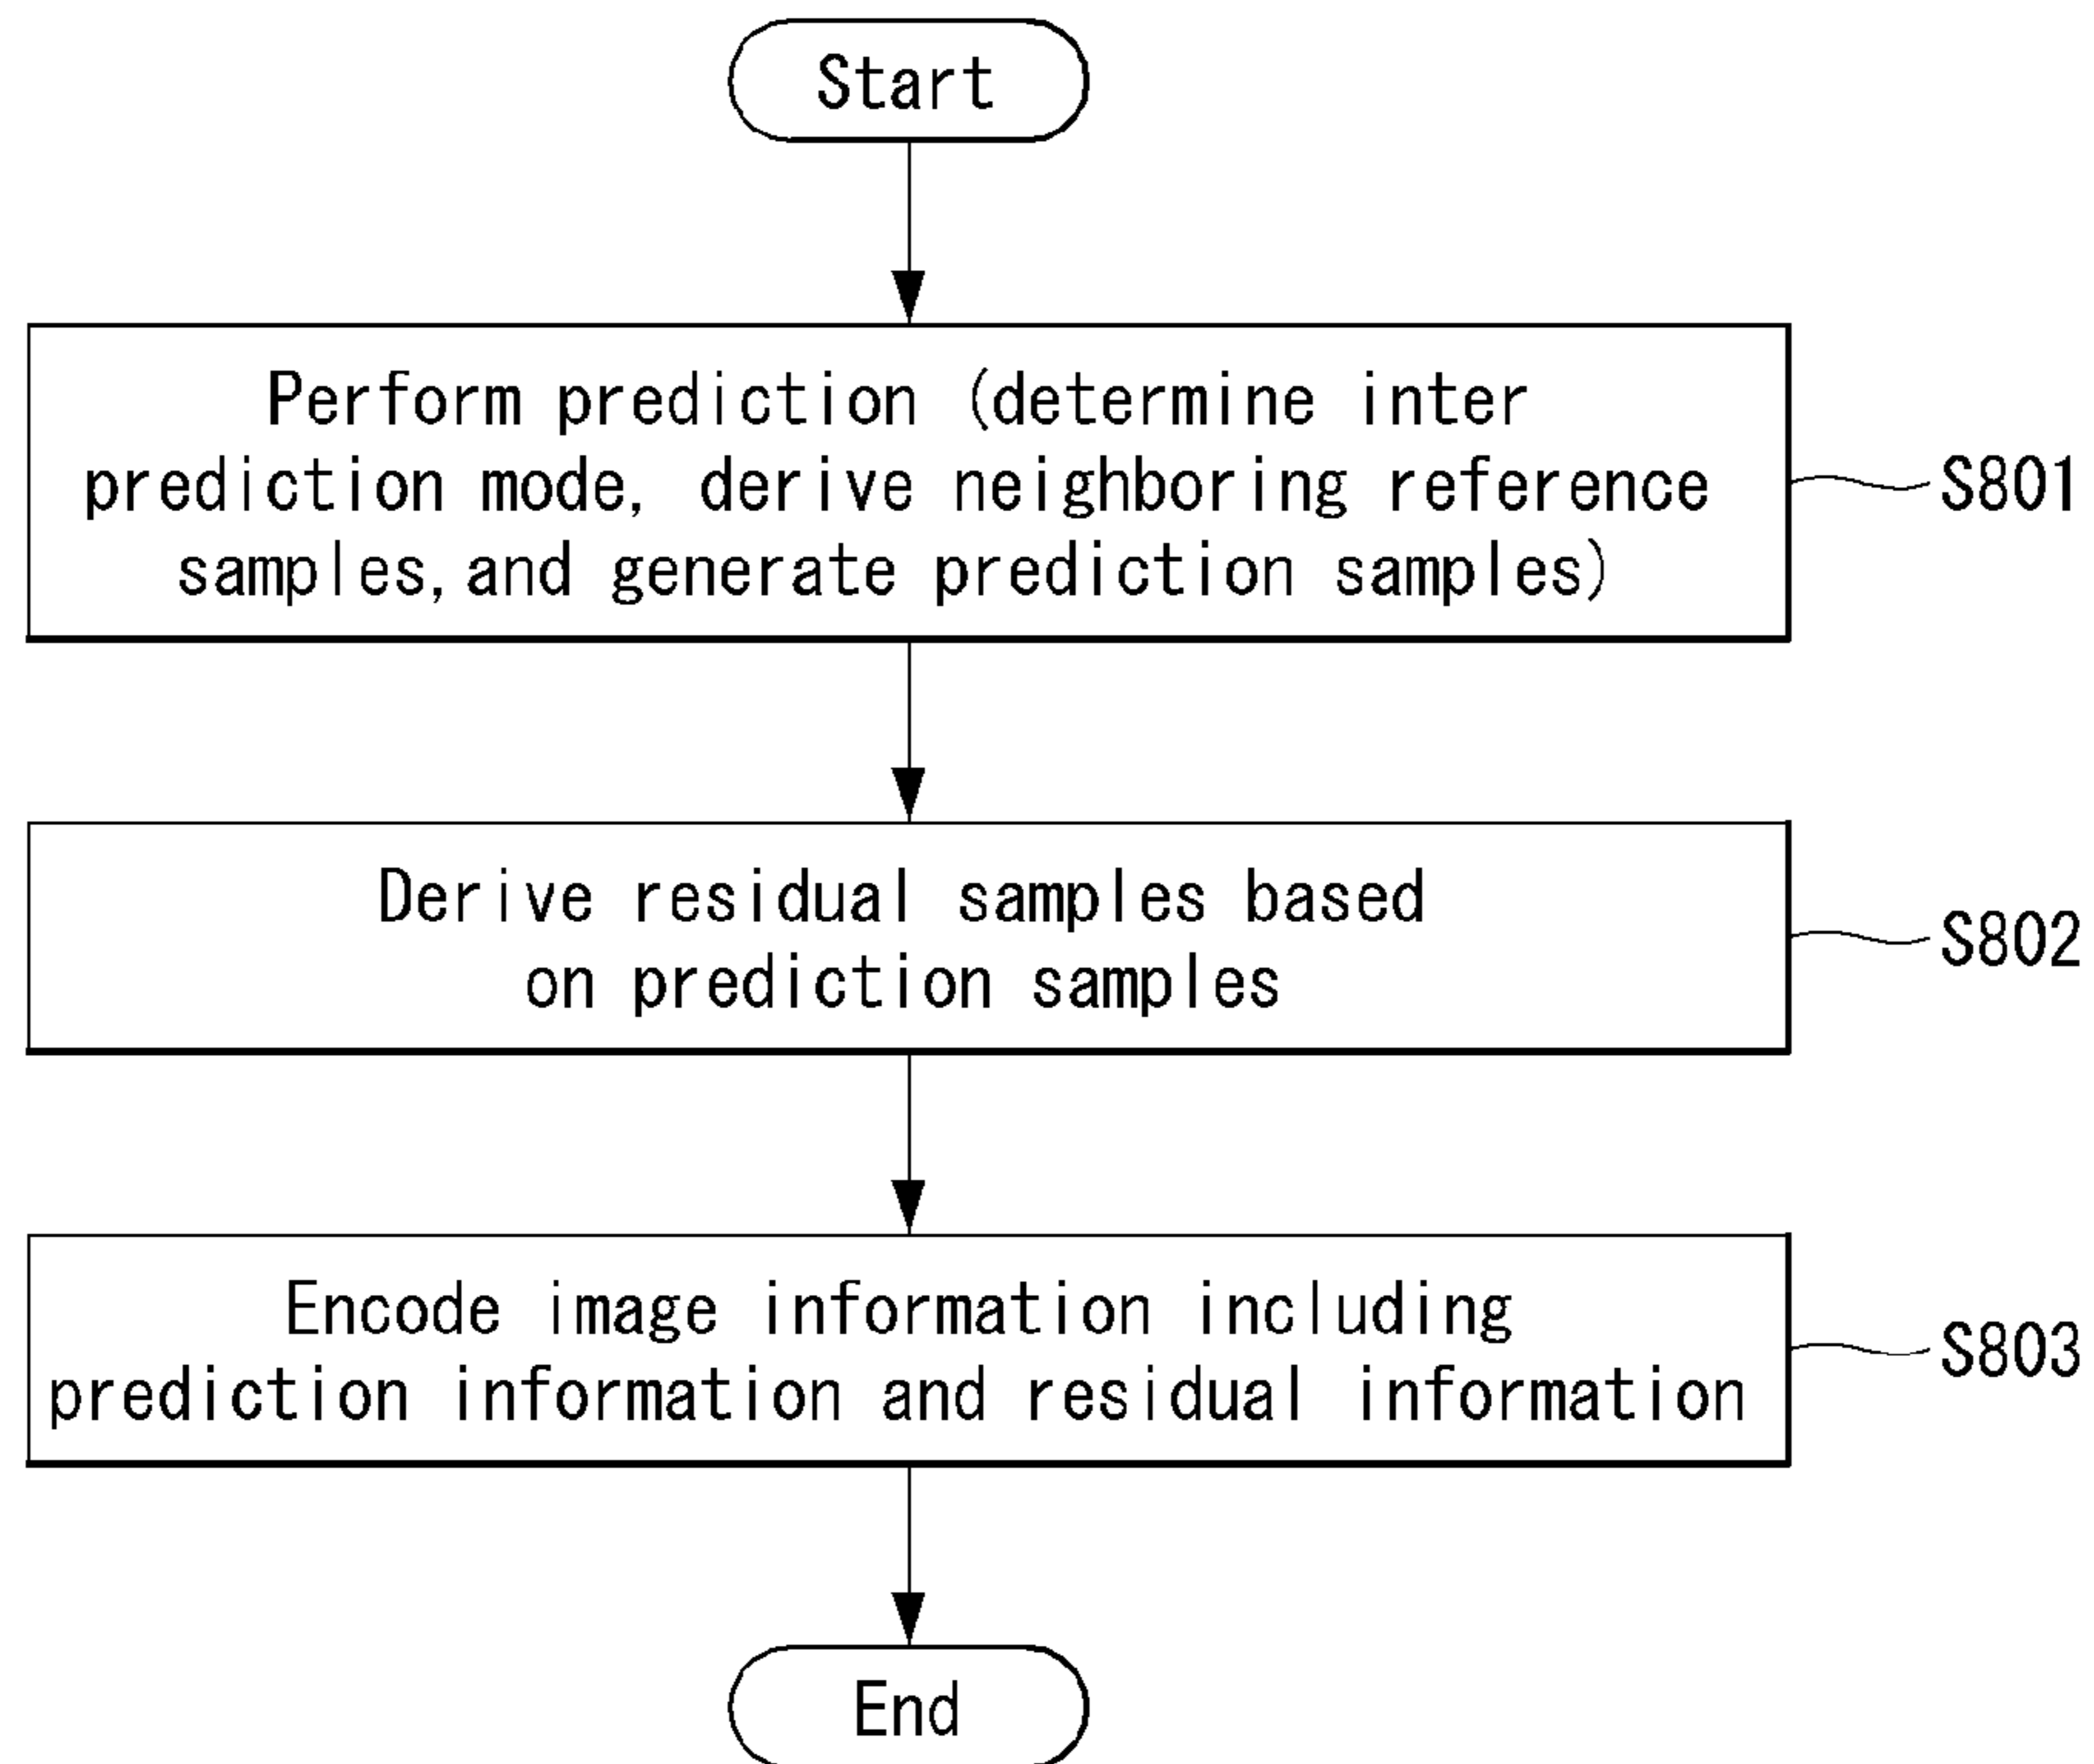 Start
Perform prediction (determine inter
prediction mode, derive neighboring reference
samples, and generate prediction samples)
S801
Derive residual samples based
on prediction samples
S802
Encode image information including
prediction information and residual information
S803
End